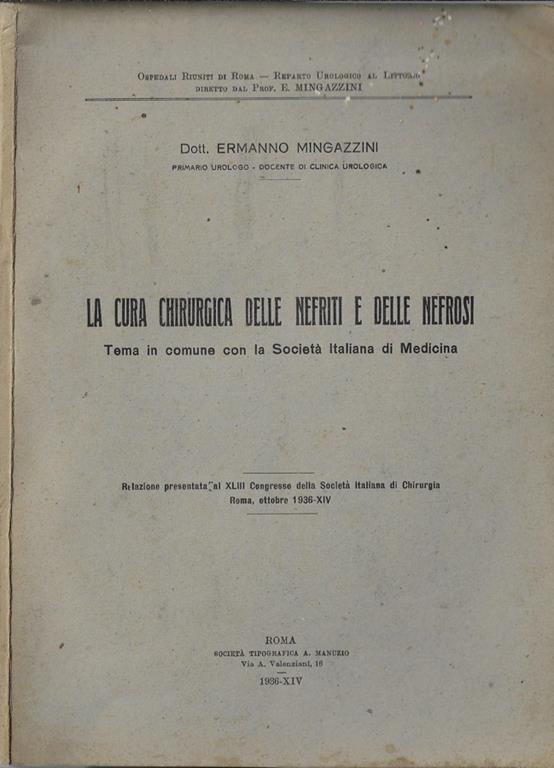 Ospedali Riuniti di Roma — Reparto Urologico al Littorio
diretto dal Prof. E. MINGAZZINI
Dott. ERMANNO MINGAZZINI
PRIMARIO UROLOGO - DOCENTE DI CLINICA UROLOGICA
LA CURA CHIRURGICA DELLE NEFRITI E DELLE NEFROSI
Tema in comune con la Società Italiana di Medicina
Relazione presentata al XLIII Congresso della Società Italiana di Chirurgia
Roma, ottobre 1936-XIV
ROMA
SOCIETÀ TIPOGRAFICA A. MANUZIO
Via A. Valenziani, 16
1936-XIV